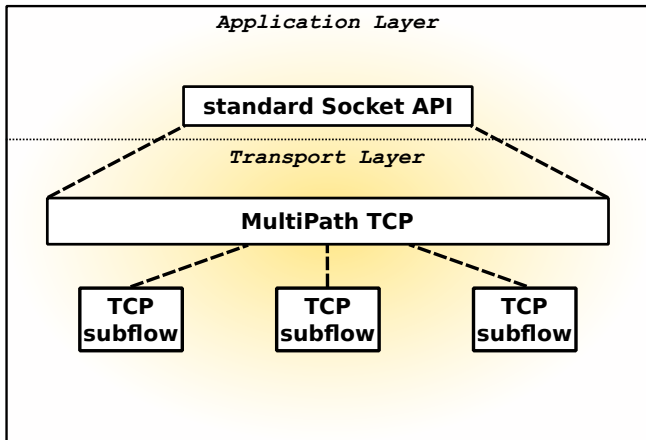 Application Layer
standard Socket API
Transport Layer
MultiPath TCP
TCP
subflow
TCP
subflow
TCP
subflow